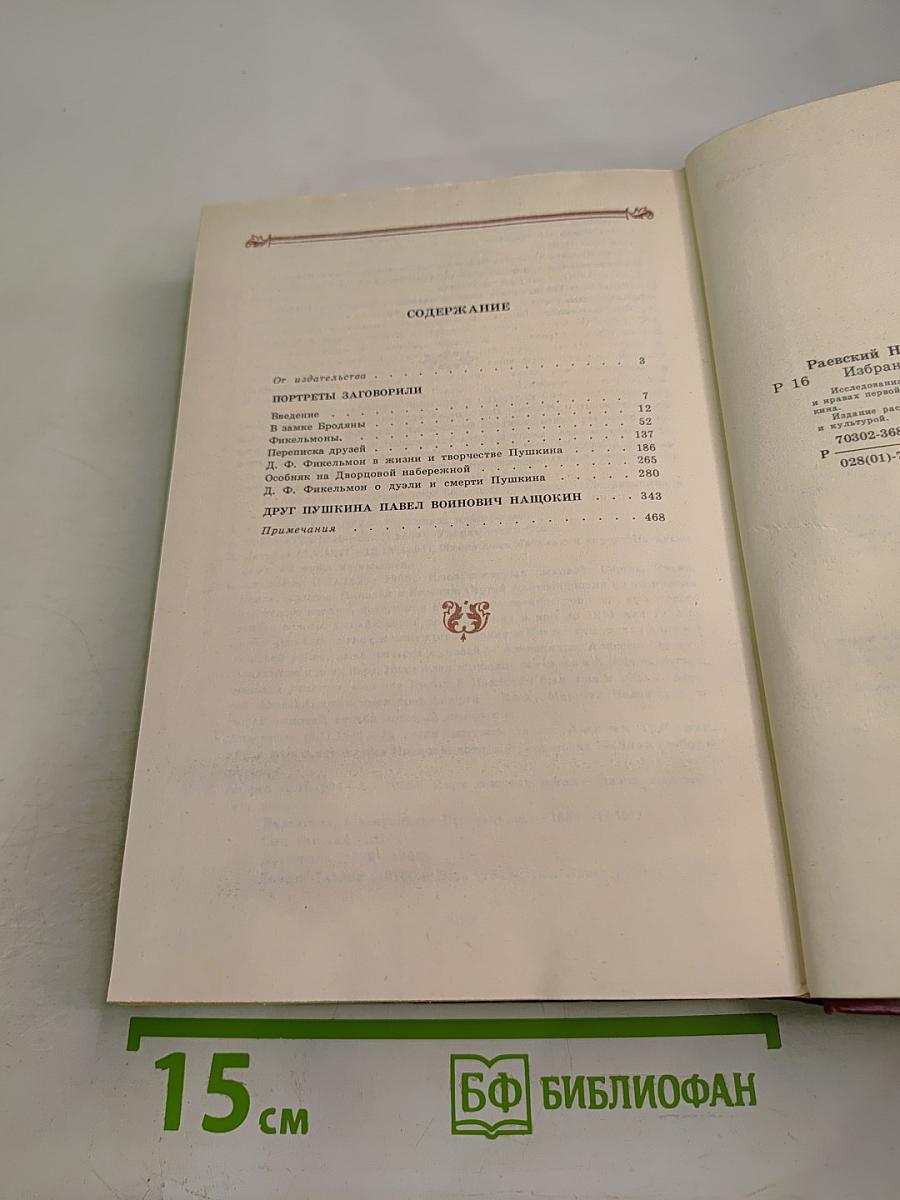 СОДЕРЖАНИЕ
От издательства . . . . . . . . . . . . . . . . 3
ПОРТРЕТЫ ЗАГОВОРИЛИ
Введение . . . . . . . . . . . . . . . . . . 7
В замке Бродяны . . . . . . . . . . . . . . . . 12
Фикельмоны. . . . . . . . . . . . . . . . . . 52
Переписка друзей . . . . . . . . . . . . . . . 137
Д. Ф. Фикельмон в жизни и творчестве Пушкина . . . . 186
Особняк на Дворцовой набережной . . . . . . . . . 265
Д. Ф. Фикельмон о дуэли и смерти Пушкина . . . . . 280
ДРУГ ПУШКИНА ПАВЕЛ ВОИНОВИЧ НАЩОКИН . . . 343
Примечания . . . . . . . . . . . . . . . . . 468
Раевский Н
Р 16 Избран
Исследования
и нравах первой
кина.
Издание рас
и культурой.
70302-368
Р
028(01)-7
15 см
БФ БИБЛИОФАН